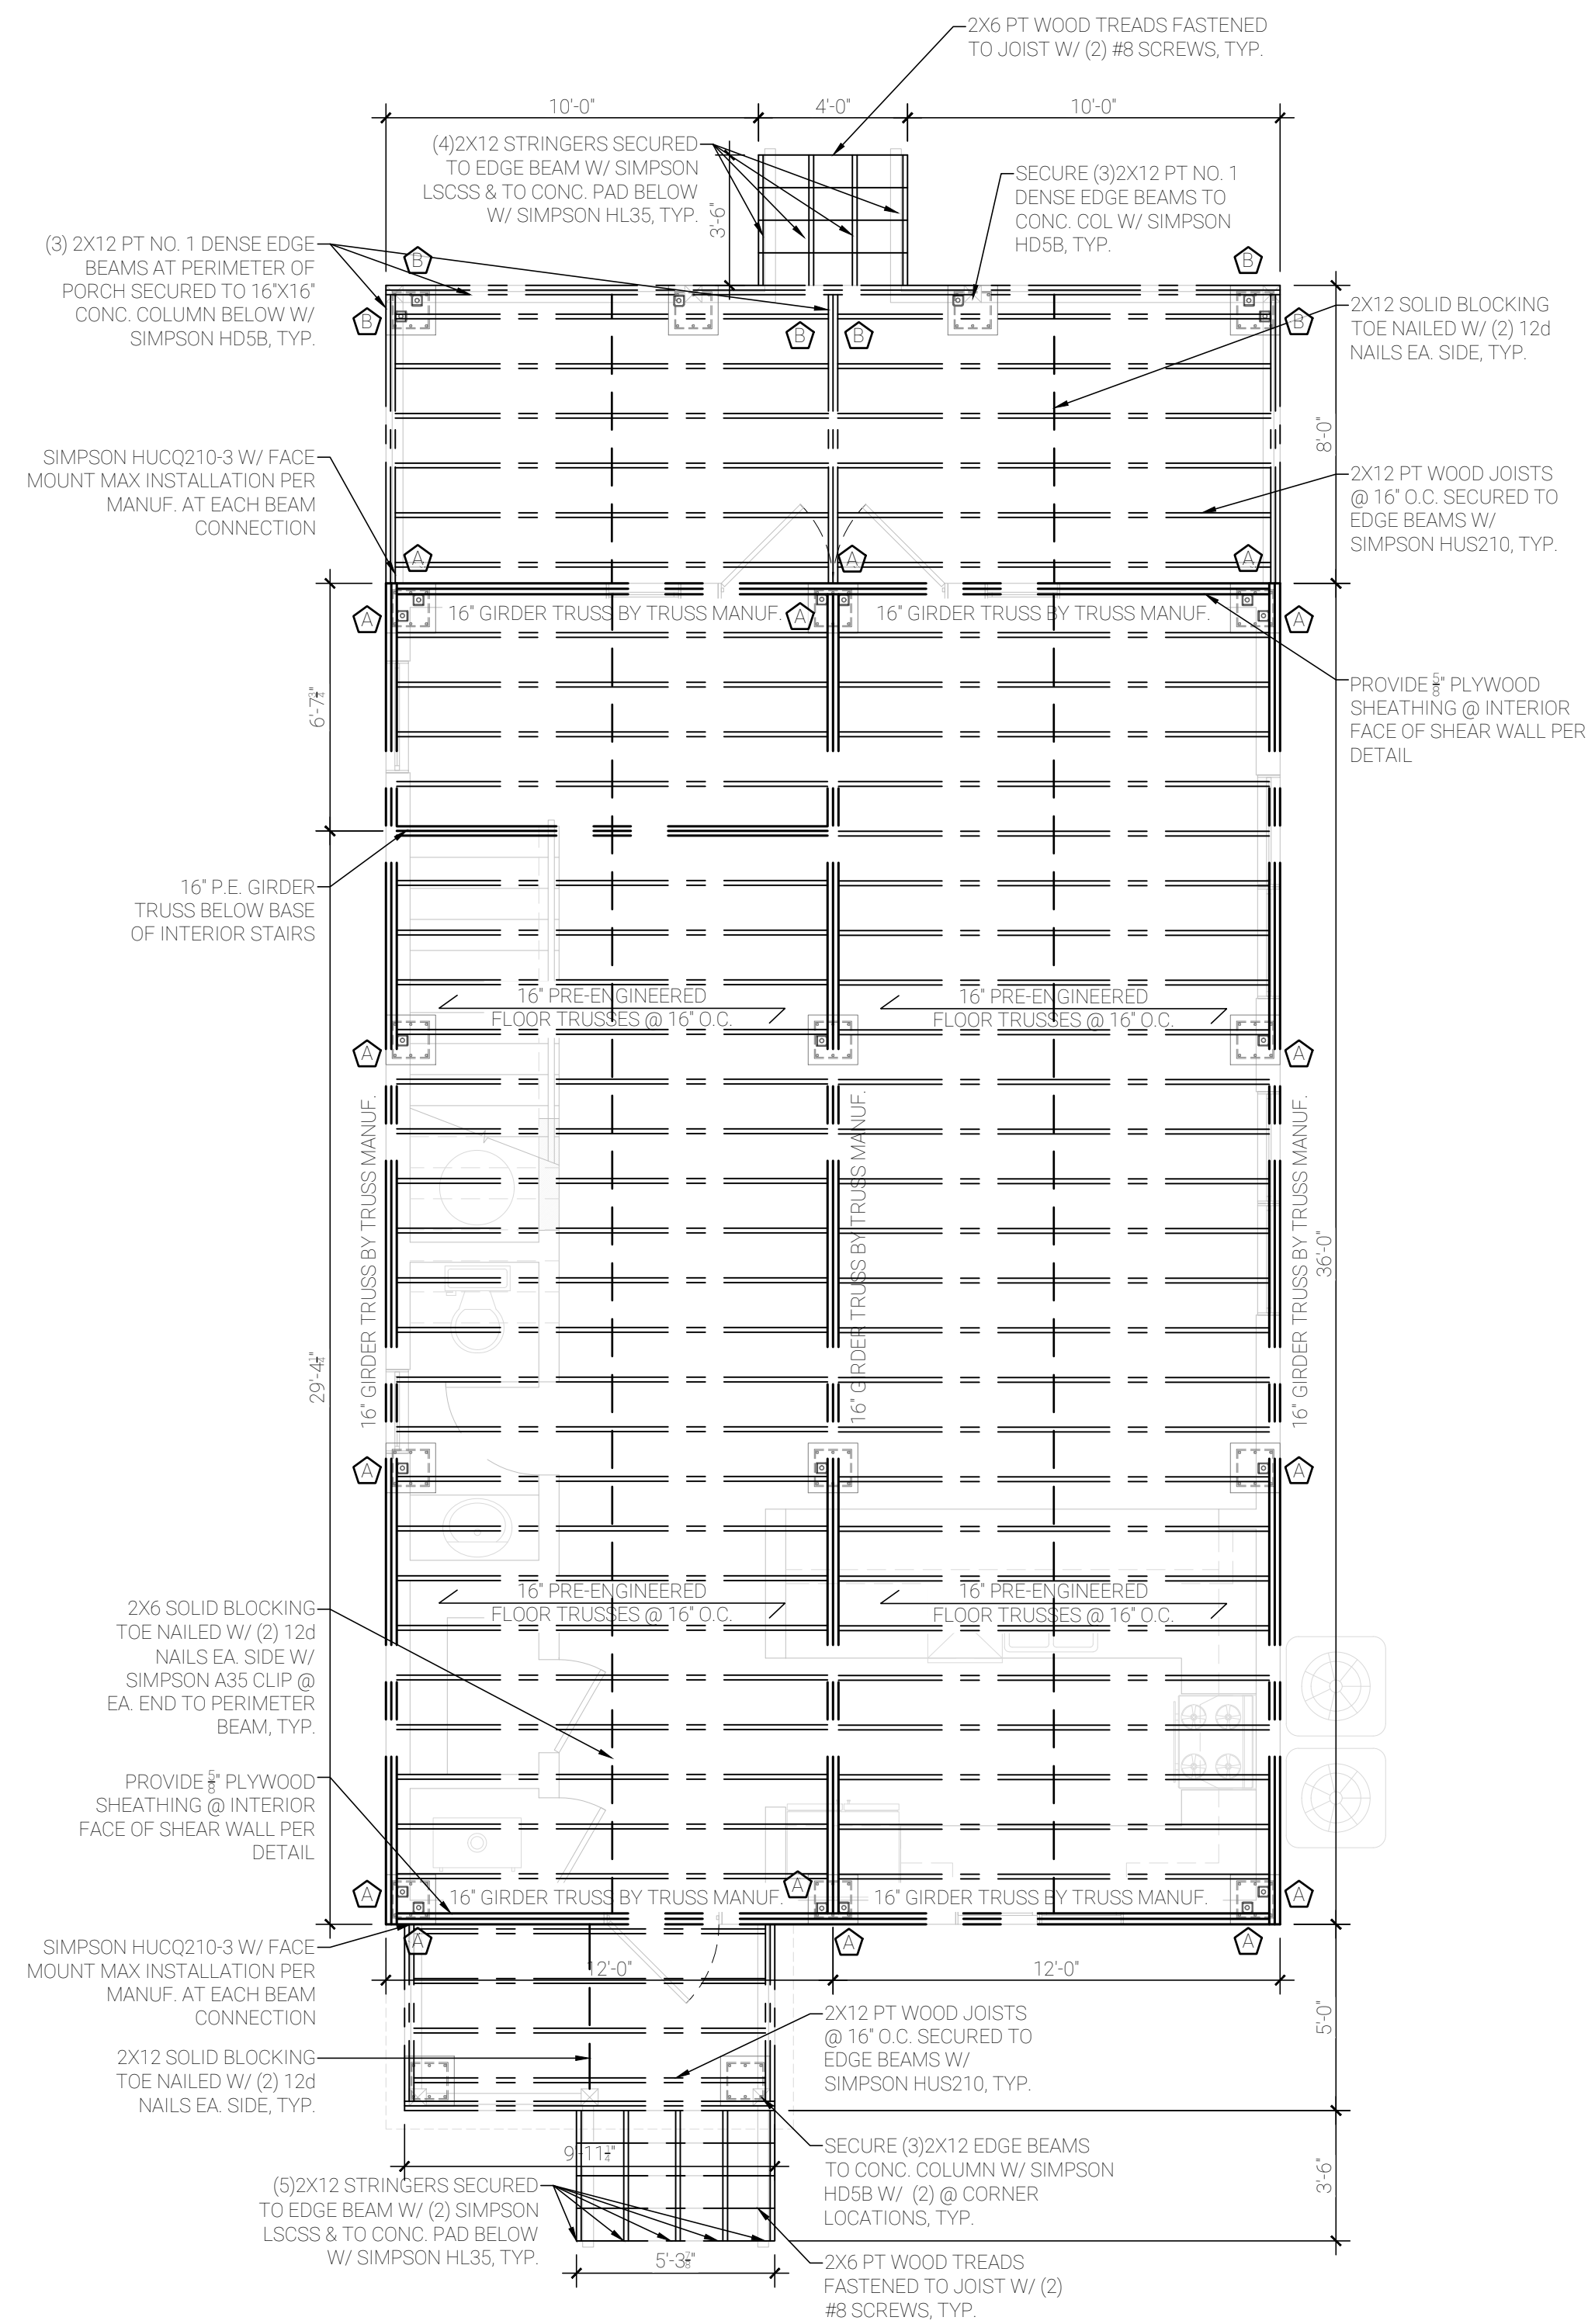 2X6 PT WOOD TREADS FASTENED
TO JOIST W/ (2) #8 SCREWS, TYP.
10'-0"
4'-0"
10'-0"
(4)2X12 STRINGERS SECURED
TO EDGE BEAM W/ SIMPSON
LSCSS & TO CONC. PAD BELOW
W/ SIMPSON HL35, TYP.
3'-6"
SECURE (3)2X12 PT NO. 1
DENSE EDGE BEAMS TO
CONC. COL W/ SIMPSON
HD5B, TYP.
(3) 2X12 PT NO. 1 DENSE EDGE
BEAMS AT PERIMETER OF
PORCH SECURED TO 16"X16"
CONC. COLUMN BELOW W/
SIMPSON HD5B, TYP.
B
B
B
B
B
B
2X12 SOLID BLOCKING
TOE NAILED W/ (2) 12d
NAILS EA. SIDE, TYP.
8'-0"
SIMPSON HUCQ210-3 W/ FACE
MOUNT MAX INSTALLATION PER
MANUF. AT EACH BEAM
CONNECTION
2X12 PT WOOD JOISTS
@ 16" O.C. SECURED TO
EDGE BEAMS W/
SIMPSON HUS210, TYP.
A
A
A
A
16" GIRDER TRUSS BY TRUSS MANUF.
A
16" GIRDER TRUSS BY TRUSS MANUF.
A
6'-7¾"
PROVIDE ⅝" PLYWOOD
SHEATHING @ INTERIOR
FACE OF SHEAR WALL PER
DETAIL
16" P.E. GIRDER
TRUSS BELOW BASE
OF INTERIOR STAIRS
16" PRE-ENGINEERED
FLOOR TRUSSES @ 16" O.C.
16" PRE-ENGINEERED
FLOOR TRUSSES @ 16" O.C.
A
A
16" GIRDER TRUSS BY TRUSS MANUF.
16" GIRDER TRUSS BY TRUSS MANUF.
16" GIRDER TRUSS BY TRUSS MANUF.
36'-0"
29'-4¼"
A
A
16" PRE-ENGINEERED
FLOOR TRUSSES @ 16" O.C.
16" PRE-ENGINEERED
FLOOR TRUSSES @ 16" O.C.
2X6 SOLID BLOCKING
TOE NAILED W/ (2) 12d
NAILS EA. SIDE W/
SIMPSON A35 CLIP @
EA. END TO PERIMETER
BEAM, TYP.
PROVIDE ⅝" PLYWOOD
SHEATHING @ INTERIOR
FACE OF SHEAR WALL PER
DETAIL
A
16" GIRDER TRUSS BY TRUSS MANUF.
A
16" GIRDER TRUSS BY TRUSS MANUF.
A
A
A
A
SIMPSON HUCQ210-3 W/ FACE
MOUNT MAX INSTALLATION PER
MANUF. AT EACH BEAM
CONNECTION
12'-0"
12'-0"
5'-0"
2X12 SOLID BLOCKING
TOE NAILED W/ (2) 12d
NAILS EA. SIDE, TYP.
2X12 PT WOOD JOISTS
@ 16" O.C. SECURED TO
EDGE BEAMS W/
SIMPSON HUS210, TYP.
9'-11¼"
SECURE (3)2X12 EDGE BEAMS
TO CONC. COLUMN W/ SIMPSON
HD5B W/ (2) @ CORNER
LOCATIONS, TYP.
3'-6"
(5)2X12 STRINGERS SECURED
TO EDGE BEAM W/ (2) SIMPSON
LSCSS & TO CONC. PAD BELOW
W/ SIMPSON HL35, TYP.
5'-3⅞"
2X6 PT WOOD TREADS
FASTENED TO JOIST W/ (2)
#8 SCREWS, TYP.